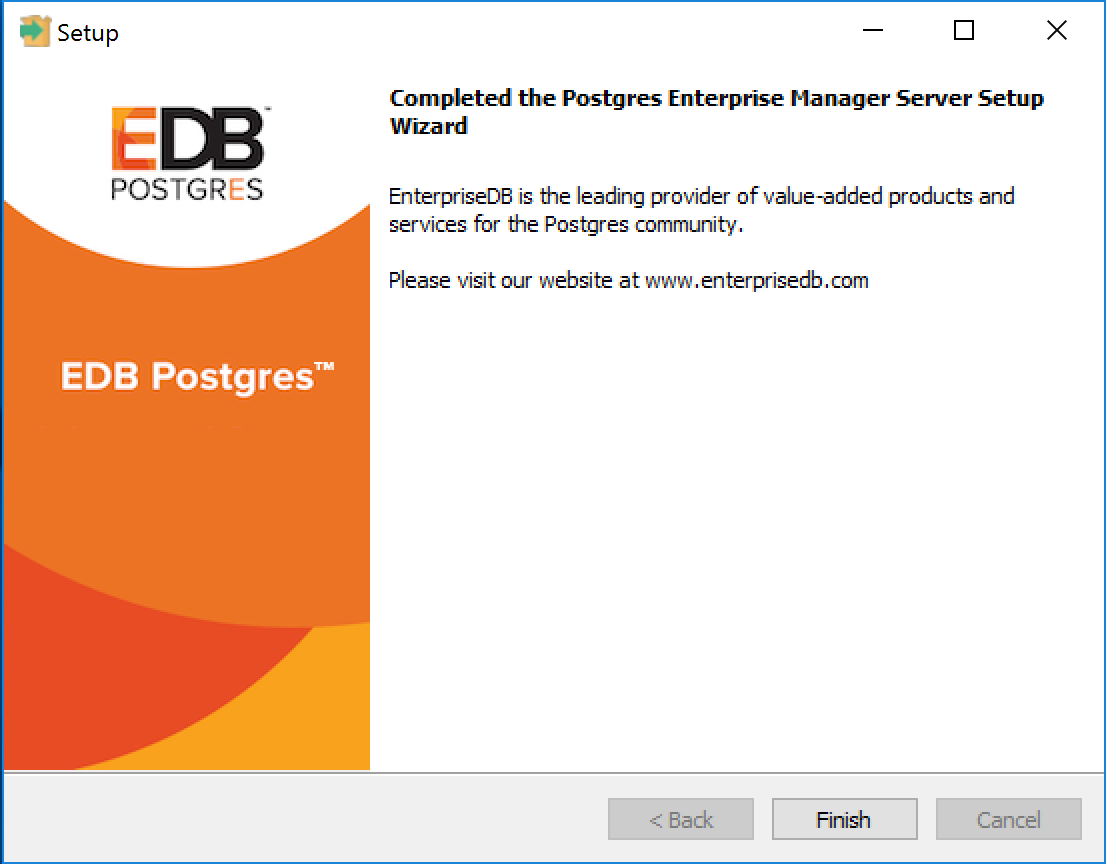 Setup
EDB™
POSTGRES
EDB Postgres™
Completed the Postgres Enterprise Manager Server Setup
Wizard
EnterpriseDB is the leading provider of value-added products and
services for the Postgres community.
Please visit our website at www.enterprisedb.com
< Back
Finish
Cancel